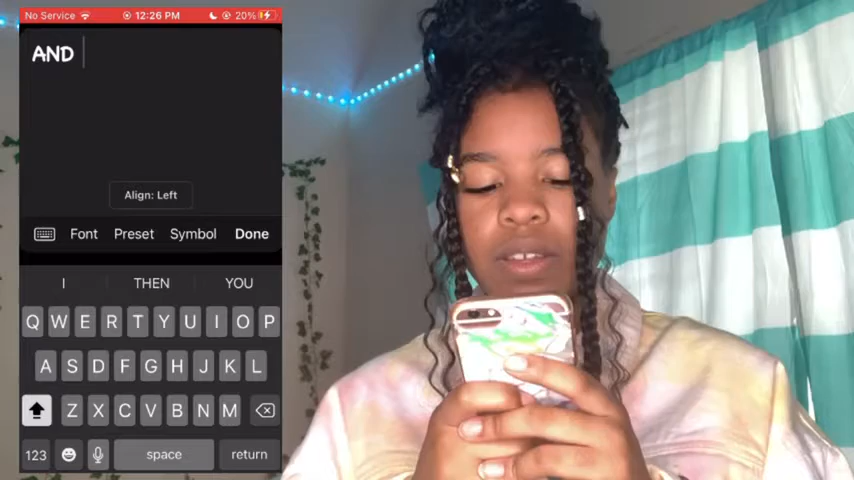 No Service 12:26 PM 20%
AND
Align: Left
Font Preset Symbol Done
I THEN YOU
Q W E R T Y U I O P
A S D F G H J K L
Z X C V B N M
123 space return